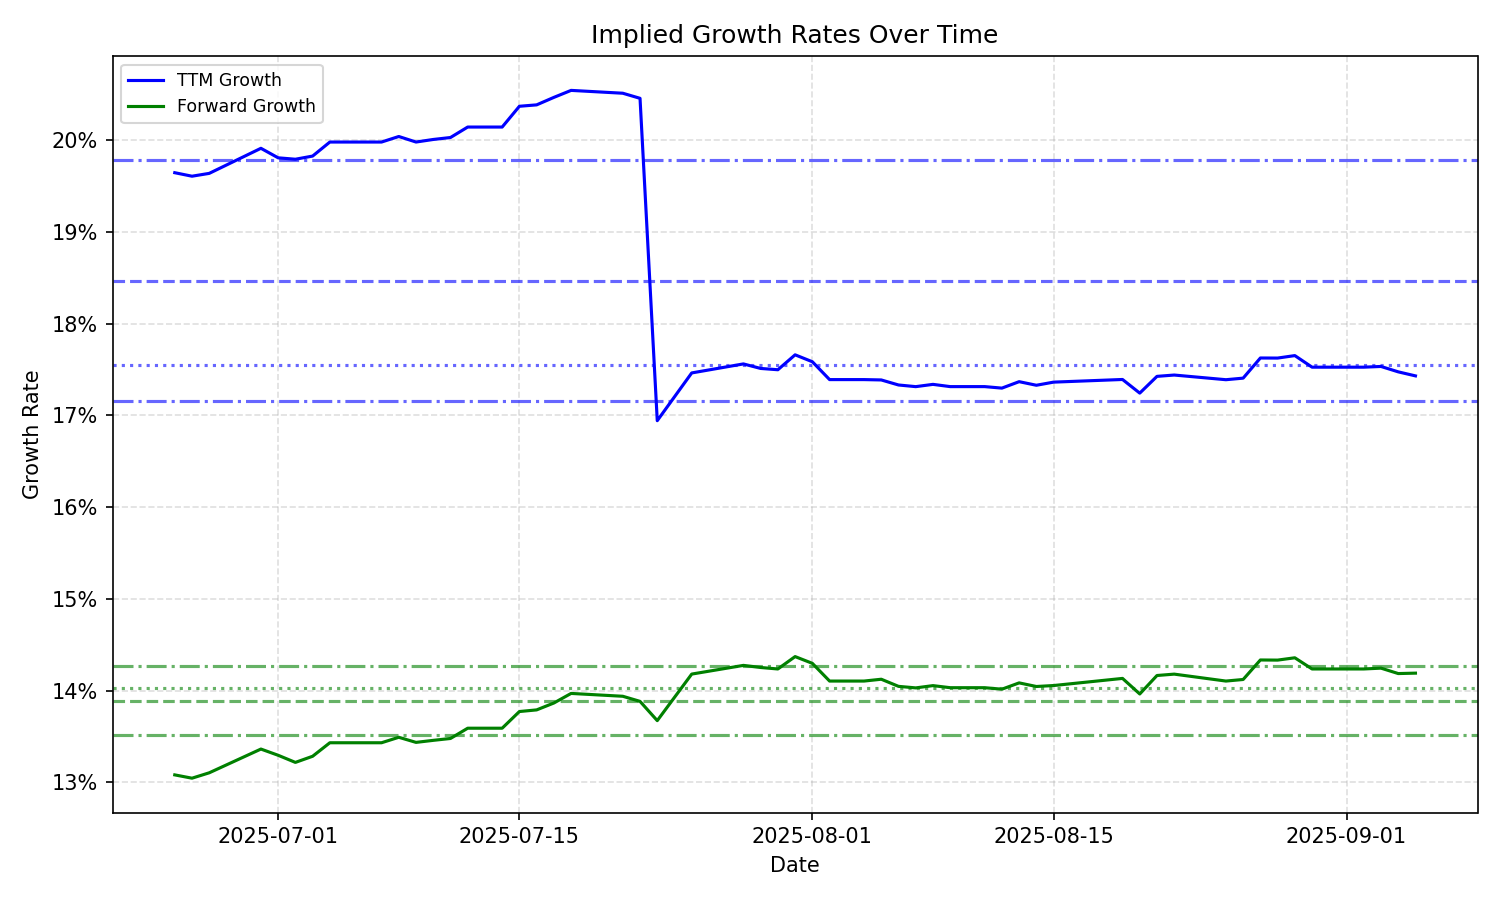 Implied Growth Rates Over Time
TTM Growth
Forward Growth
20%
19%
18%
17%
16%
15%
14%
13%
Growth Rate
2025-07-01
2025-07-15
2025-08-01
2025-08-15
2025-09-01
Date